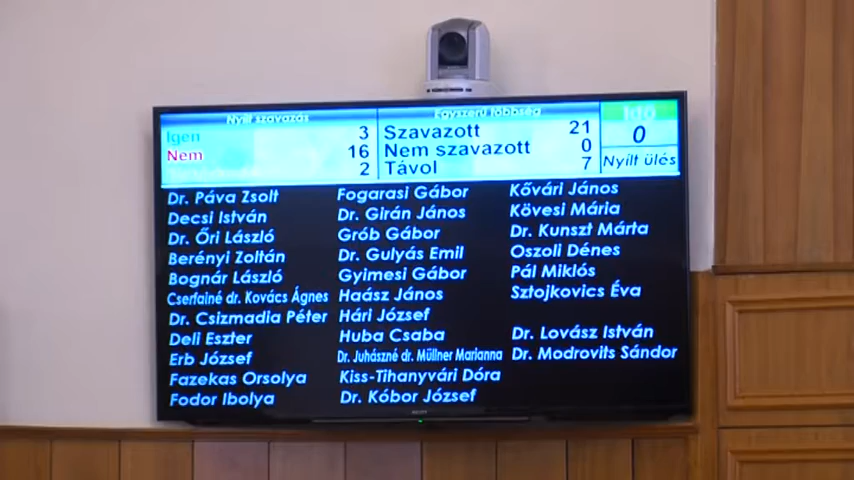 Nyílt szavazás
Igen 3
Nem 16
2
Egyszerű többség
Szavazott 21
Nem szavazott 0
Távol 7
Idő
0
Nyílt ülés
Dr. Páva Zsolt
Decsi István
Dr. Őri László
Berényi Zoltán
Bognár László
Cserfainé dr. Kovács Ágnes
Dr. Csizmadia Péter
Deli Eszter
Erb József
Fazekas Orsolya
Fodor Ibolya
Fogarasi Gábor
Dr. Girán János
Grób Gábor
Dr. Gulyás Emil
Gyimesi Gábor
Haász János
Hári József
Huba Csaba
Dr. Juhászné dr. Müllner Marianna
Kiss-Tihanyvári Dóra
Dr. Kóbor József
Kővári János
Kövesi Mária
Dr. Kunszt Márta
Oszoli Dénes
Pál Miklós
Sztojkovics Éva
Dr. Lovász István
Dr. Modrovits Sándor